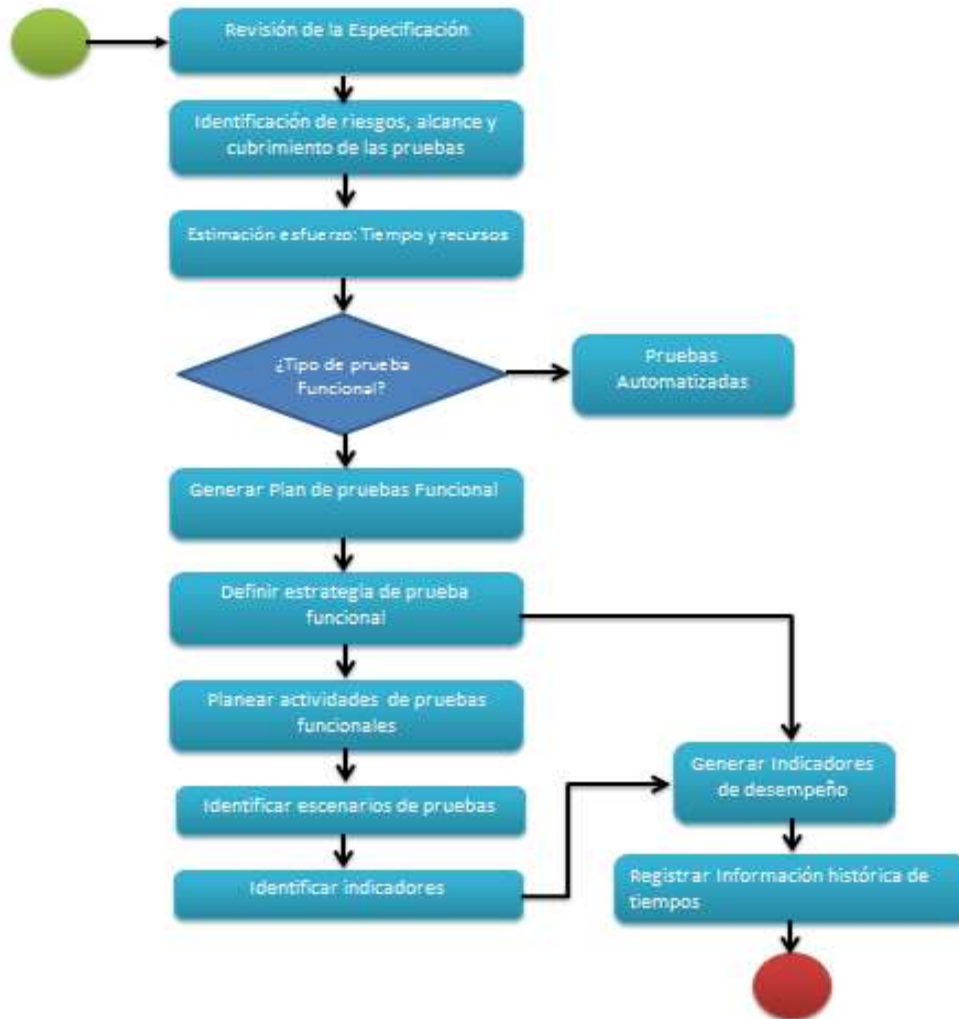 Revisión de la Especificación
Identificación de riesgos, alcance y
cubrimiento de las pruebas
Estimación esfuerzo: Tiempo y recursos
¿Tipo de prueba
Funcional?
Pruebas
Automatizadas
Generar Plan de pruebas Funcional
Definir estrategia de prueba
funcional
Planear actividades de pruebas
funcionales
Generar Indicadores
de desempeño
Identificar escenarios de pruebas
Identificar indicadores
Registrar Información histórica de
tiempos